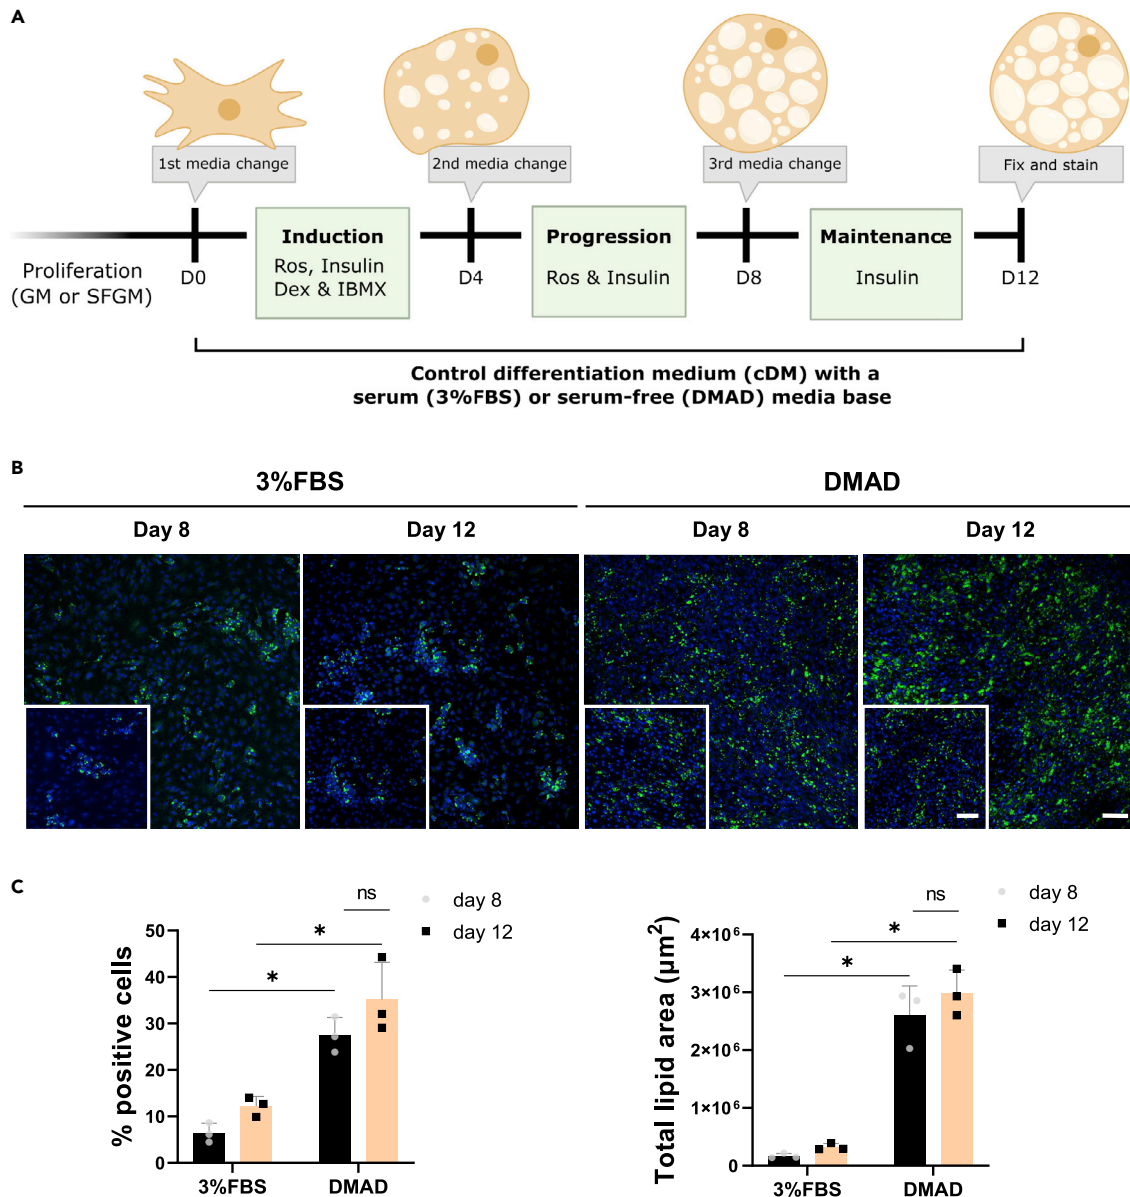 A
1st media change
2nd media change
3rd media change
Fix and stain
Induction
Ros, Insulin
Dex & IBMX
Progression
Ros & Insulin
Maintenance
Insulin
Proliferation
(GM or SFGM)
D0
D4
D8
D12
Control differentiation medium (cDM) with a
serum (3%FBS) or serum-free (DMAD) media base
B
3%FBS
DMAD
Day 8
Day 12
Day 8
Day 12
C
% positive cells
50
40
30
20
10
0
*
*
ns
day 8
day 12
3%FBS
DMAD
Total lipid area (µm²)
4×10⁶
3×10⁶
2×10⁶
1×10⁶
0
*
*
ns
day 8
day 12
3%FBS
DMAD